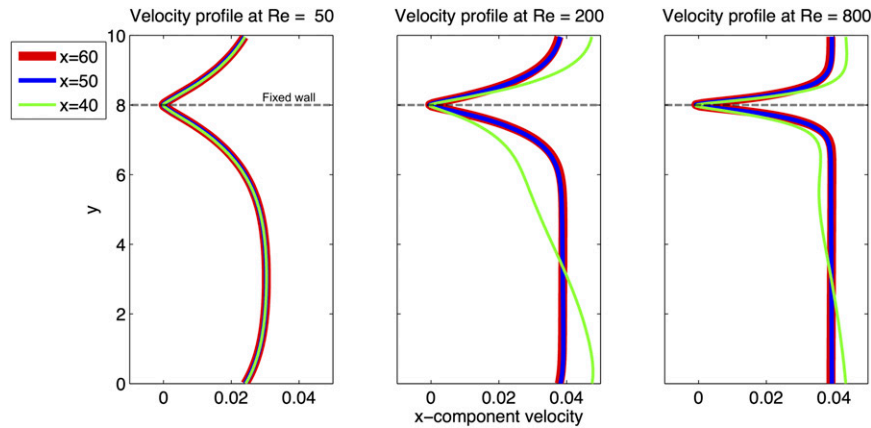 Velocity profile at Re = 50
Velocity profile at Re = 200
Velocity profile at Re = 800
x=60
x=50
x=40
Fixed wall
y
10
8
6
4
2
0
0 0.02 0.04
0 0.02 0.04
0 0.02 0.04
x-component velocity